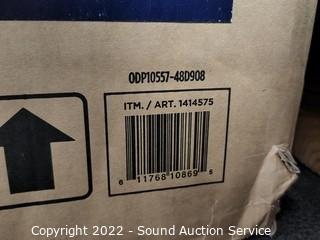 ODP10557-48D908
ITM. / ART. 1414575
6 11768 10869 5
Copyright 2022 - Sound Auction Service